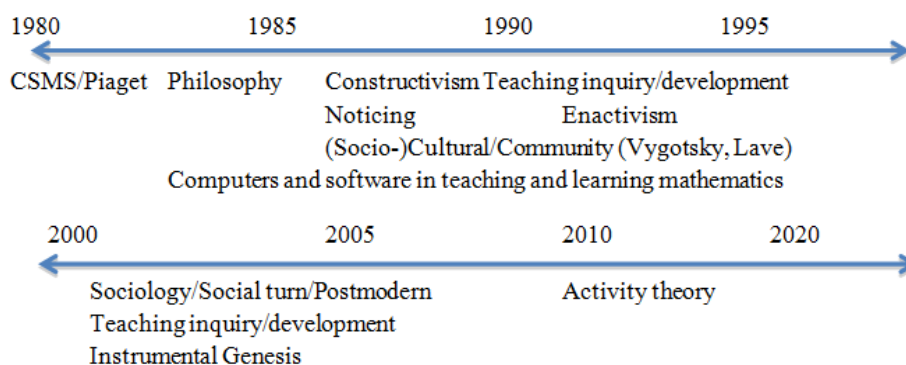 1980 1985 1990 1995
CSMS/Piaget Philosophy Constructivism Teaching inquiry/development
Noticing Enactivism
(Socio-)Cultural/Community (Vygotsky, Lave)
Computers and software in teaching and learning mathematics
2000 2005 2010 2020
Sociology/Social turn/Postmodern Activity theory
Teaching inquiry/development
Instrumental Genesis